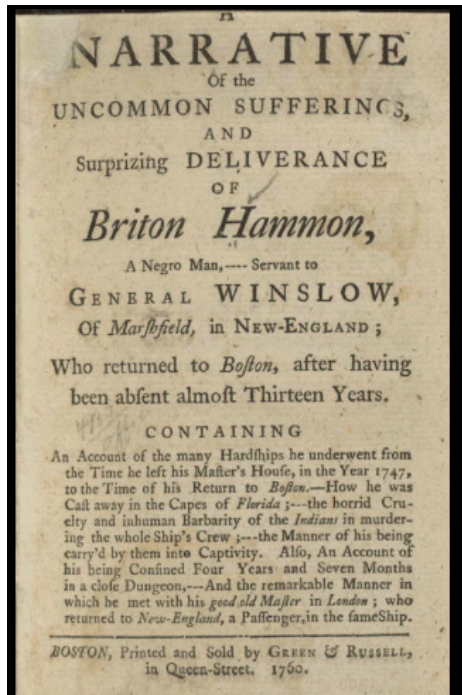 A
NARRATIVE
Of the
UNCOMMON SUFFERINGS,
AND
Surprizing DELIVERANCE
OF
Briton Hammon,
A Negro Man,---- Servant to
GENERAL WINSLOW,
Of Marſhfield, in NEW-ENGLAND ;
Who returned to Boſton, after having
been abſent almoſt Thirteen Years.
CONTAINING
An Account of the many Hardſhips he underwent from
the Time he left his Maſter's Houſe, in the Year 1747,
to the Time of his Return to Boſton.—How he was
Caſt away in the Capes of Florida ;---the horrid Cru-
elty and inhuman Barbarity of the Indians in murder-
ing the whole Ship's Crew ;---the Manner of his being
carry'd by them into Captivity. Alſo, An Account of
his being Confined Four Years and Seven Months
in a cloſe Dungeon,---And the remarkable Manner in
which he met with his good old Maſter in London ; who
returned to New-England, a Paſſenger, in the ſameShip.
BOSTON, Printed and Sold by GREEN & RUSSELL,
in Queen-Street. 1760.